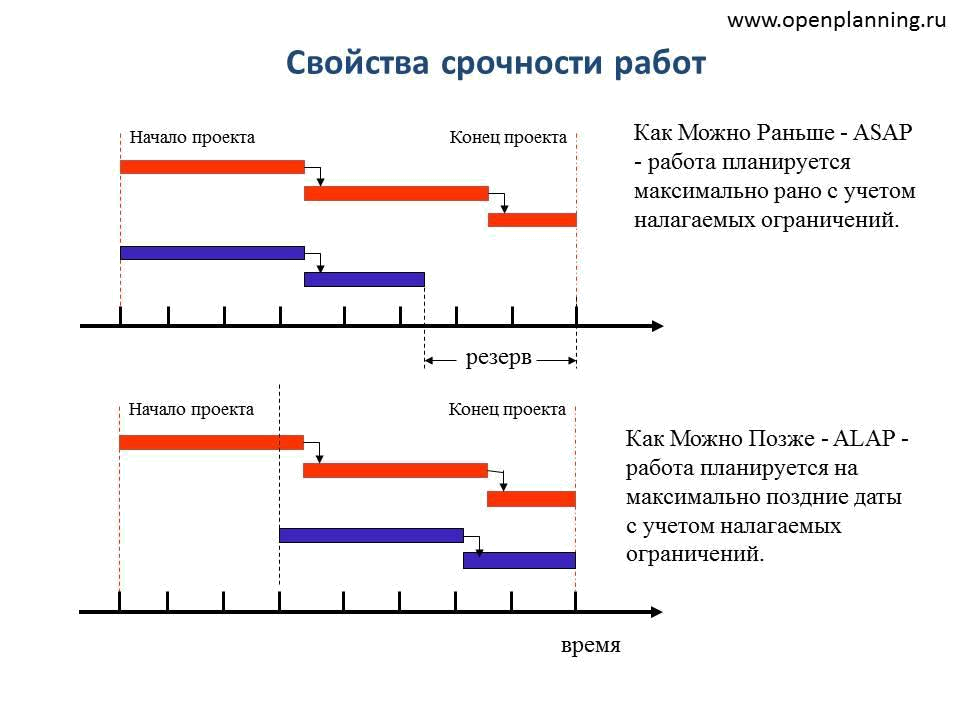 www.openplanning.ru
Свойства срочности работ
Начало проекта
Конец проекта
Как Можно Раньше - ASAP
- работа планируется
максимально рано с учетом
налагаемых ограничений.
резерв
Начало проекта
Конец проекта
Как Можно Позже - ALAP -
работа планируется на
максимально поздние даты
с учетом налагаемых
ограничений.
время